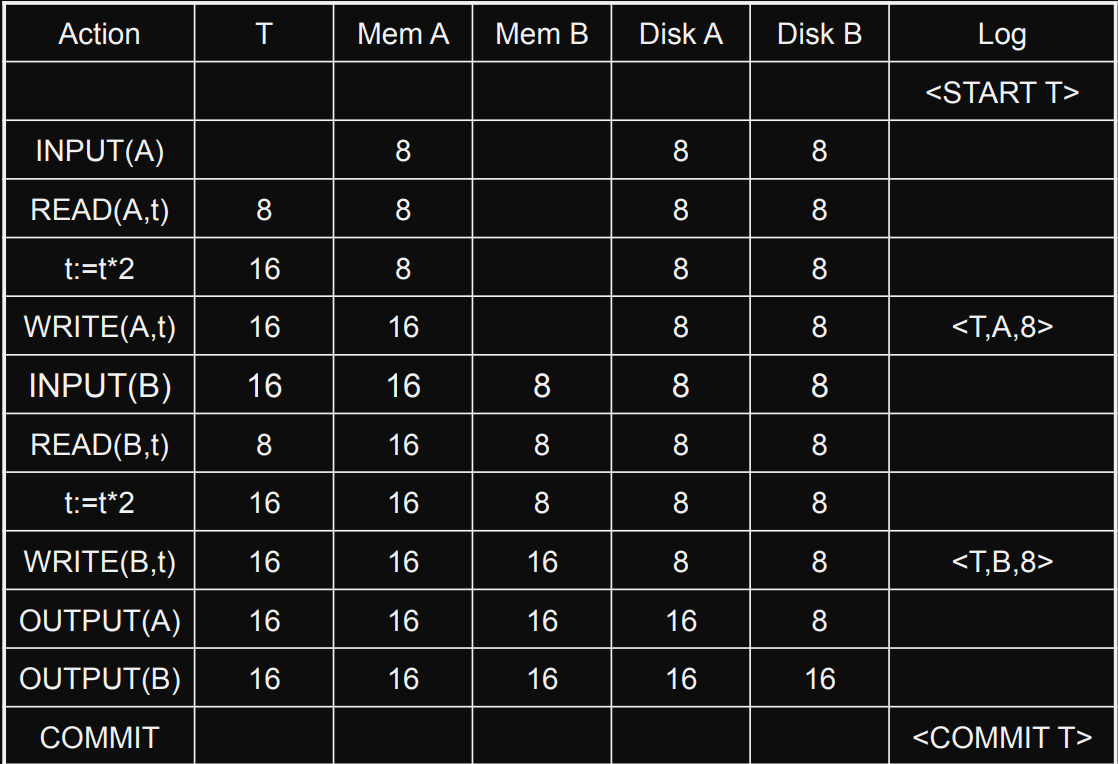 Action T Mem A Mem B Disk A Disk B Log
<START T>
INPUT(A) 8 8 8
READ(A,t) 8 8 8 8
t:=t*2 16 8 8 8
WRITE(A,t) 16 16 8 8 <T,A,8>
INPUT(B) 16 16 8 8 8
READ(B,t) 8 16 8 8 8
t:=t*2 16 16 8 8 8
WRITE(B,t) 16 16 16 8 8 <T,B,8>
OUTPUT(A) 16 16 16 16 8
OUTPUT(B) 16 16 16 16 16
COMMIT <COMMIT T>